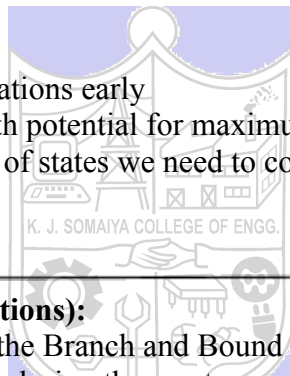 ations early
th potential for maximu
of states we need to co
K. J. SOMAIYA COLLEGE OF ENGG.
tions):
the Branch and Bound